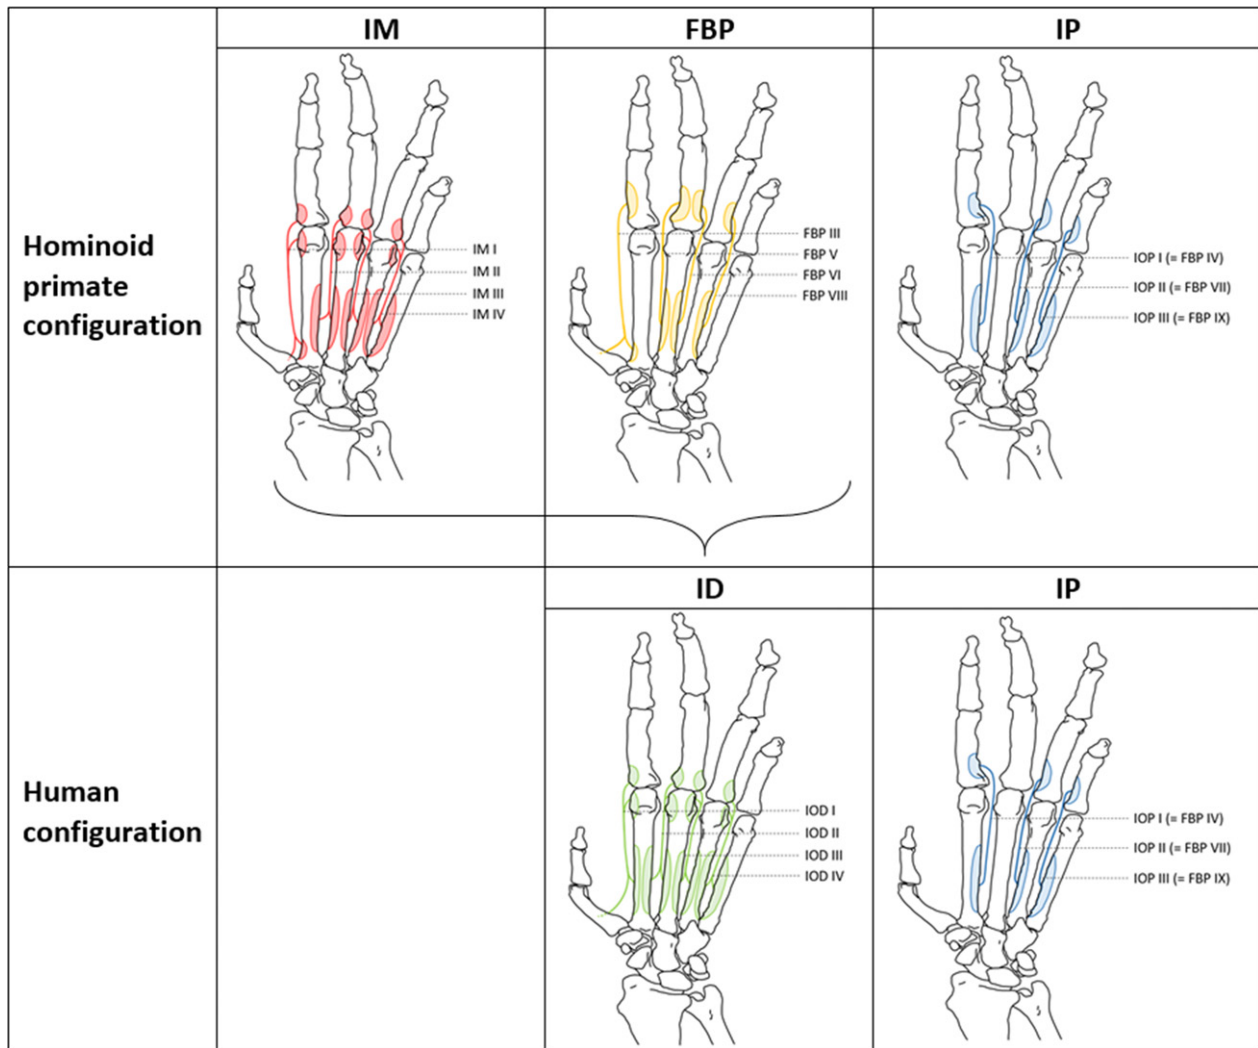 IM
FBP
IP
Hominoid
primate
configuration
IM I
IM II
IM III
IM IV
FBP III
FBP V
FBP VI
FBP VIII
IOP I (= FBP IV)
IOP II (= FBP VII)
IOP III (= FBP IX)
ID
IP
Human
configuration
IOD I
IOD II
IOD III
IOD IV
IOP I (= FBP IV)
IOP II (= FBP VII)
IOP III (= FBP IX)